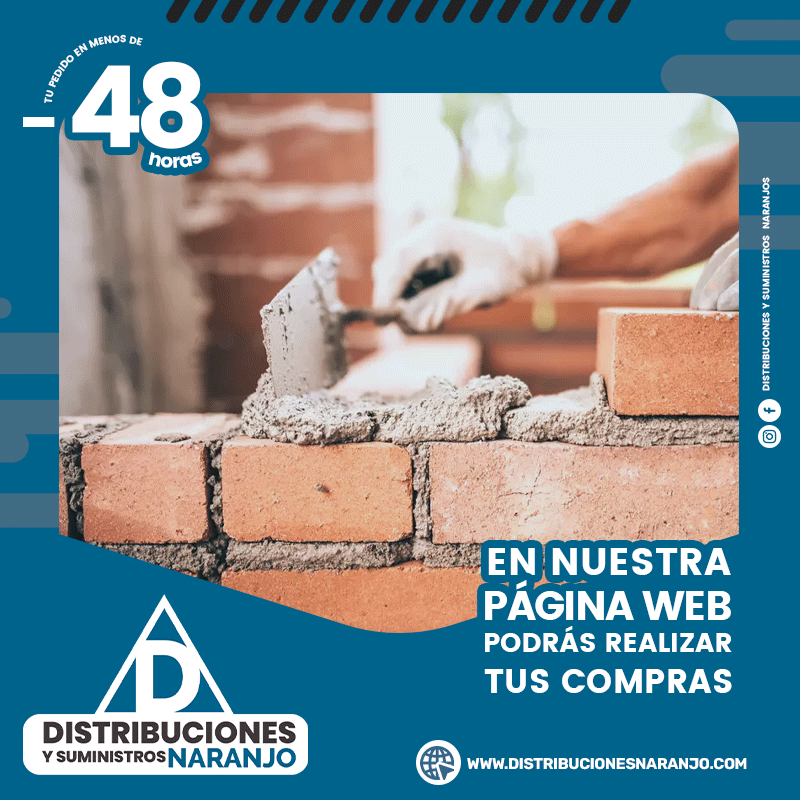 TU PEDIDO EN MENOS DE
-48
horas
DISTRIBUCIONES Y SUMINISTROS NARANJOS
EN NUESTRA
PÁGINA WEB
PODRÁS REALIZAR
TUS COMPRAS
D
DISTRIBUCIONES
Y SUMINISTROS NARANJO
WWW.DISTRIBUCIONESNARANJO.COM